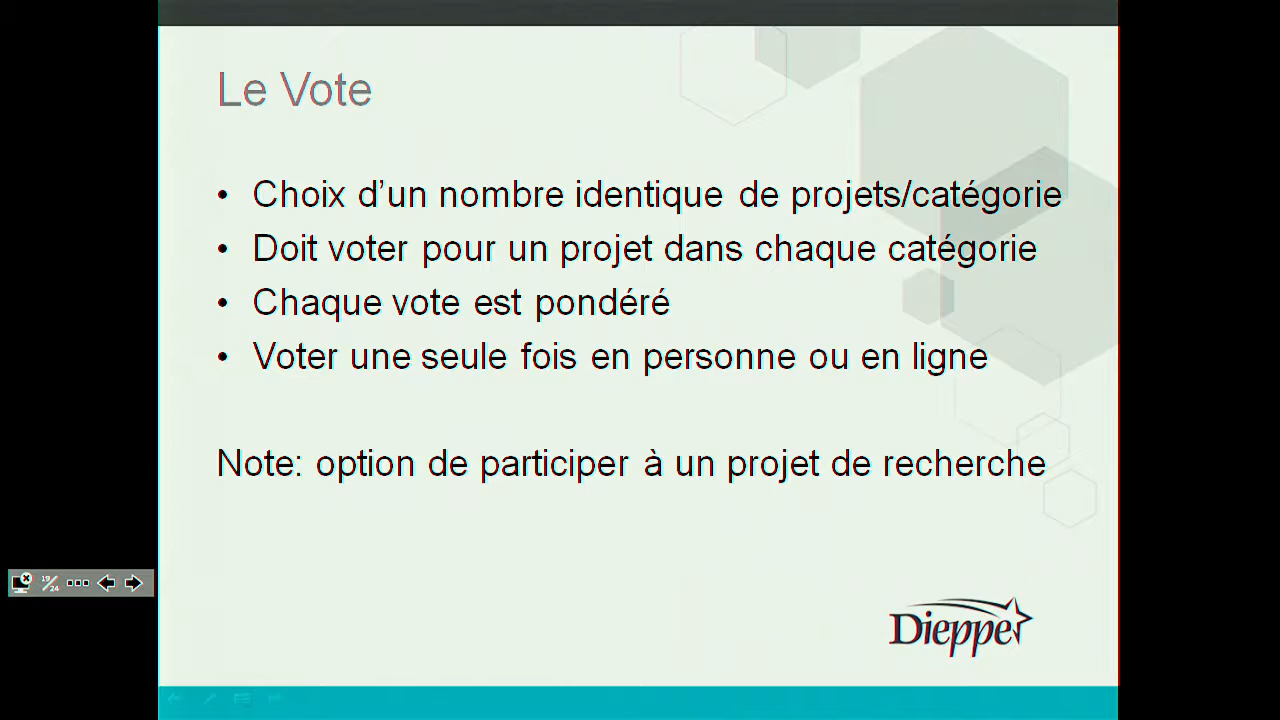 Le Vote
• Choix d’un nombre identique de projets/catégorie
• Doit voter pour un projet dans chaque catégorie
• Chaque vote est pondéré
• Voter une seule fois en personne ou en ligne
Note: option de participer à un projet de recherche
19/24
Dieppe